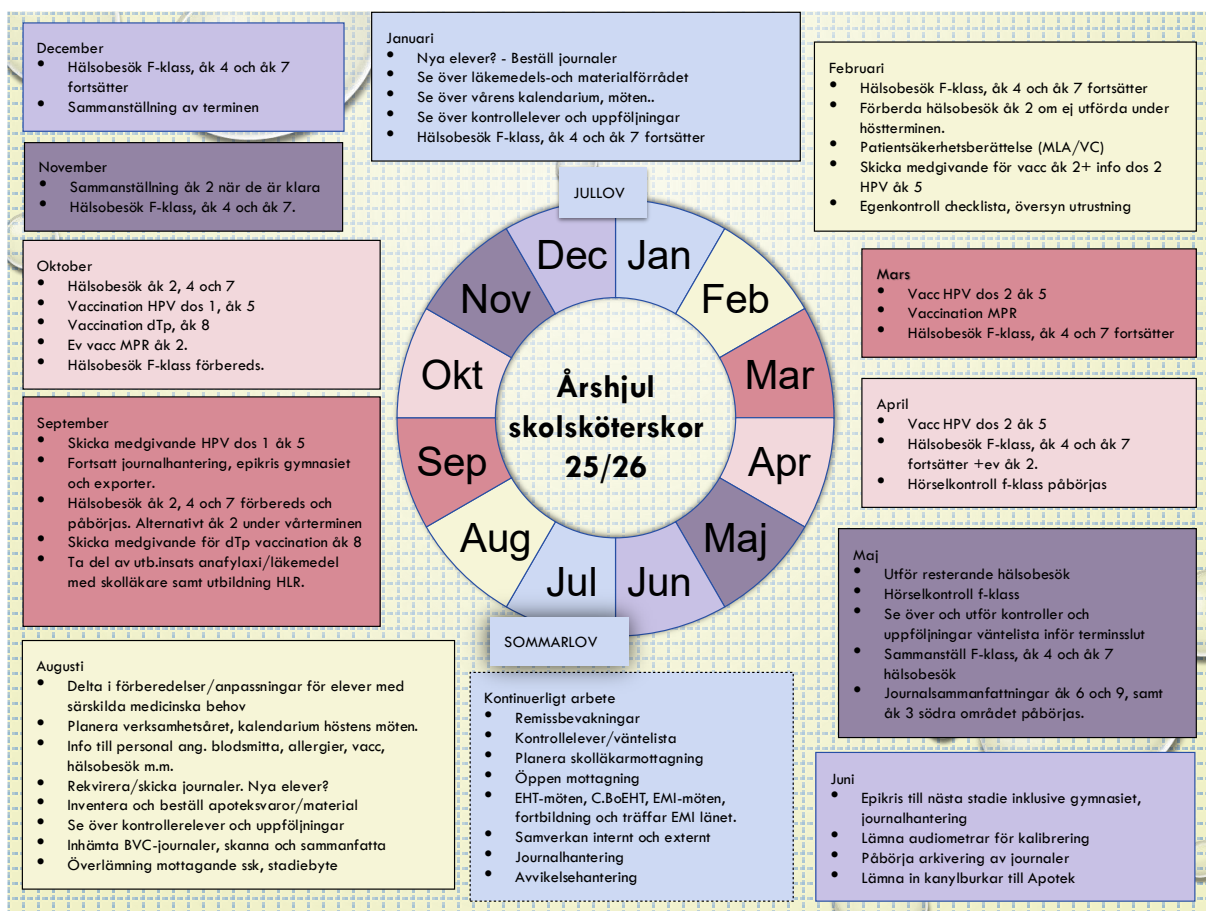 Januari
• Nya elever? - Beställ journaler
• Se över läkemedels-och materialförrådet
• Se över vårens kalendarium, möten..
• Se över kontrollelever och uppföljningar
• Hälsobesök F-klass, åk 4 och åk 7 fortsätter
Februari
• Hälsobesök F-klass, åk 4 och åk 7 fortsätter
• Förberda hälsobesök åk 2 om ej utförda under
höstterminen.
• Patientsäkerhetsberättelse (MLA/VC)
• Skicka medgivande för vacc åk 2+ info dos 2
HPV åk 5
• Egenkontroll checklista, översyn utrustning
Mars
• Vacc HPV dos 2 åk 5
• Vaccination MPR
• Hälsobesök F-klass, åk 4 och 7 fortsätter
April
• Vacc HPV dos 2 åk 5
• Hälsobesök F-klass, åk 4 och åk 7
fortsätter +ev åk 2.
• Hörselkontroll f-klass påbörjas
Maj
• Utför resterande hälsobesök
• Hörselkontroll f-klass
• Se över och utför kontroller och
uppföljningar väntelista inför terminsslut
• Sammanställ F-klass, åk 4 och åk 7
hälsobesök
• Journalsammanfattningar åk 6 och 9, samt
åk 3 södra området påbörjas.
Juni
• Epikris till nästa stadie inklusive gymnasiet,
journalhantering
• Lämna audiometrar för kalibrering
• Påbörja arkivering av journaler
• Lämna in kanylburkar till Apotek
Kontinuerligt arbete
• Remissbevakningar
• Kontrollelever/väntelista
• Planera skolläkarmottagning
• Öppen mottagning
• EHT-möten, C.BoEHT, EMI-möten,
fortbildning och träffar EMI länet.
• Samverkan internt och externt
• Journalhantering
• Avvikelsehantering
Augusti
• Delta i förberedelser/anpassningar för elever med
särskilda medicinska behov
• Planera verksamhetsåret, kalendarium höstens möten.
• Info till personal ang. blodsmitta, allergier, vacc,
hälsobesök m.m.
• Rekvirera/skicka journaler. Nya elever?
• Inventera och beställ apoteksvaror/material
• Se över kontrollerelever och uppföljningar
• Inhämta BVC-journaler, skanna och sammanfatta
• Överlämning mottagande ssk, stadiebyte
September
• Skicka medgivande HPV dos 1 åk 5
• Fortsatt journalhantering, epikris gymnasiet
och exporter.
• Hälsobesök åk 2, 4 och 7 förbereds och
påbörjas. Alternativt åk 2 under vårterminen
• Skicka medgivande för dTp vaccination åk 8
• Ta del av utb.insats anafylaxi/läkemedel
med skolläkare samt utbildning HLR.
Oktober
• Hälsobesök åk 2, 4 och 7
• Vaccination HPV dos 1, åk 5
• Vaccination dTp, åk 8
• Ev vacc MPR åk 2.
• Hälsobesök F-klass förbereds.
November
• Sammanställning åk 2 när de är klara
• Hälsobesök F-klass, åk 4 och åk 7.
December
• Hälsobesök F-klass, åk 4 och åk 7
fortsätter
• Sammanställning av terminen
JULLOV
Jan
Feb
Mar
Apr
Maj
Jun
Jul
Aug
Sep
Okt
Nov
Dec
Årshjul
skolsköterskor
25/26
SOMMARLOV